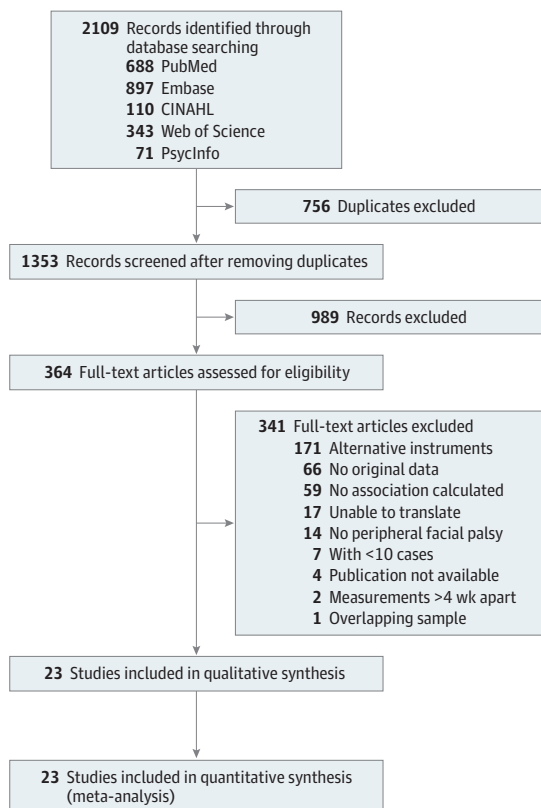 2109 Records identified through
database searching
688 PubMed
897 Embase
110 CINAHL
343 Web of Science
71 PsycInfo
756 Duplicates excluded
1353 Records screened after removing duplicates
989 Records excluded
364 Full-text articles assessed for eligibility
341 Full-text articles excluded
171 Alternative instruments
66 No original data
59 No association calculated
17 Unable to translate
14 No peripheral facial palsy
7 With <10 cases
4 Publication not available
2 Measurements >4 wk apart
1 Overlapping sample
23 Studies included in qualitative synthesis
23 Studies included in quantitative synthesis
(meta-analysis)